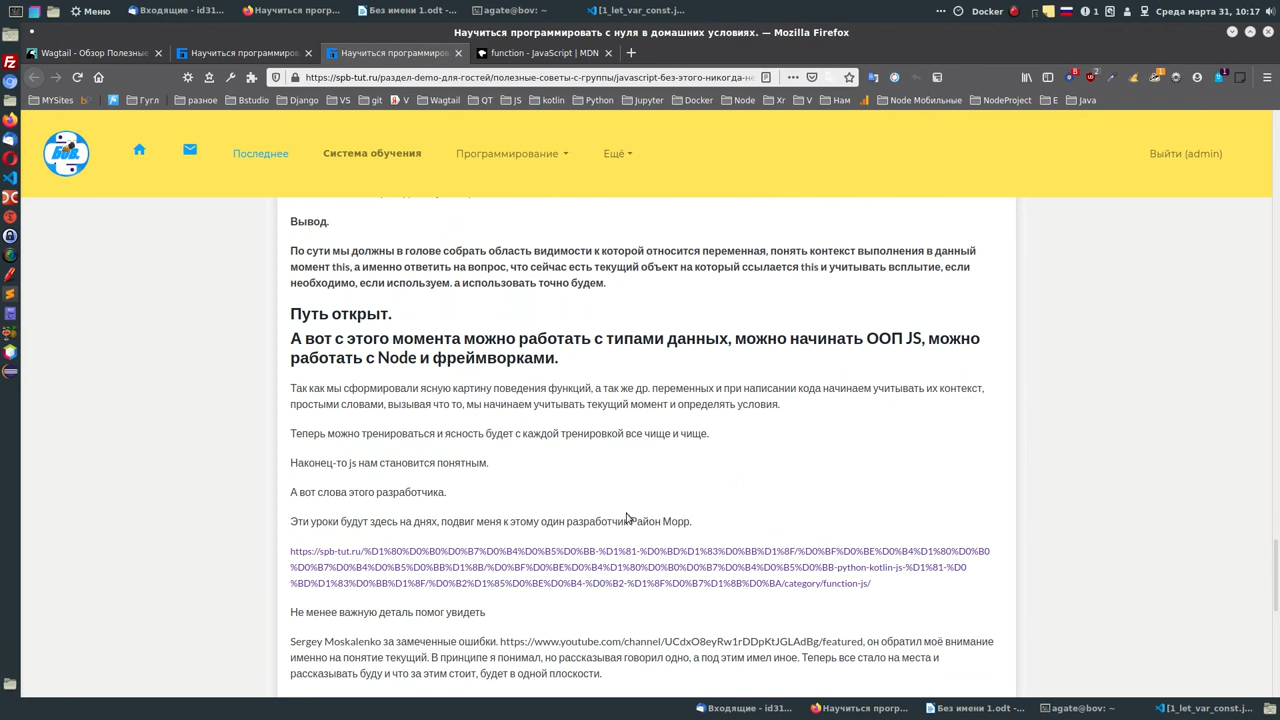 Меню
Входящие - id31...
Научиться програм...
Без имени 1.odt - ...
agate@bov: ~
[1_let_var_const.j...
Docker
1
Среда марта 31, 10:17
Научиться программировать с нуля в домашних условиях. — Mozilla Firefox
Wagtail - Обзор Полезные
Научиться программиров
Научиться программиров
function - JavaScript | MDN
https://spb-tut.ru/раздел-demo-для-гостей/полезные-советы-с-группы/javascript-без-этого-никогда-не
MYSites
Гугл
разное
Bstudio
Django
VS
git
V
Wagtail
QT
JS
kotlin
Python
Jupyter
Docker
Node
Xr
V
Нам
Node Мобильные
NodeProject
E
Java
Последнее
Система обучения
Программирование
Ещё
Выйти (admin)
Вывод.
По сути мы должны в голове собрать область видимости к которой относится переменная, понять контекст выполнения в данный
момент this, а именно ответить на вопрос, что сейчас есть текущий объект на который ссылается this и учитывать всплытие, если
необходимо, если используем. а использовать точно будем.
Путь открыт.
А вот с этого момента можно работать с типами данных, можно начинать ООП JS, можно
работать с Node и фреймворками.
Так как мы сформировали ясную картину поведения функций, а так же др. переменных и при написании кода начинаем учитывать их контекст,
простыми словами, вызывая что то, мы начинаем учитывать текущий момент и определять условия.
Теперь можно тренироваться и ясность будет с каждой тренировкой все чище и чище.
Наконец-то js нам становится понятным.
А вот слова этого разработчика.
Эти уроки будут здесь на днях, подвиг меня к этому один разработчик Район Морр.
https://spb-tut.ru/%D1%80%D0%B0%D0%B7%D0%B4%D0%B5%D0%BB-%D1%81-%D0%BD%D1%83%D0%BB%D1%8F/%D0%BF%D0%BE%D0%B4%D1%80%D0%B0
%D0%B7%D0%B4%D0%B5%D0%BB%D1%8B/%D0%BF%D0%BE%D0%B4%D1%80%D0%B0%D0%B7%D0%B4%D0%B5%D0%BB-python-kotlin-js-%D1%81-%D0
%BD%D1%83%D0%BB%D1%8F/%D0%B2%D1%85%D0%BE%D0%B4-%D0%B2-%D1%8F%D0%B7%D1%8B%D0%BA/category/function-js/
Не менее важную деталь помог увидеть
Sergey Moskalenko за замеченные ошибки. https://www.youtube.com/channel/UCdxO8eyRw1rDDpKtJGLAdBg/featured, он обратил моё внимание
именно на понятие текущий. В принципе я понимал, но рассказывая говорил одно, а под этим имел иное. Теперь все стало на места и
рассказывать буду и что за этим стоит, будет в одной плоскости.
Входящие - id31...
Научиться прогр...
Без имени 1.odt -...
agate@bov: ~
[1_let_var_const.j...